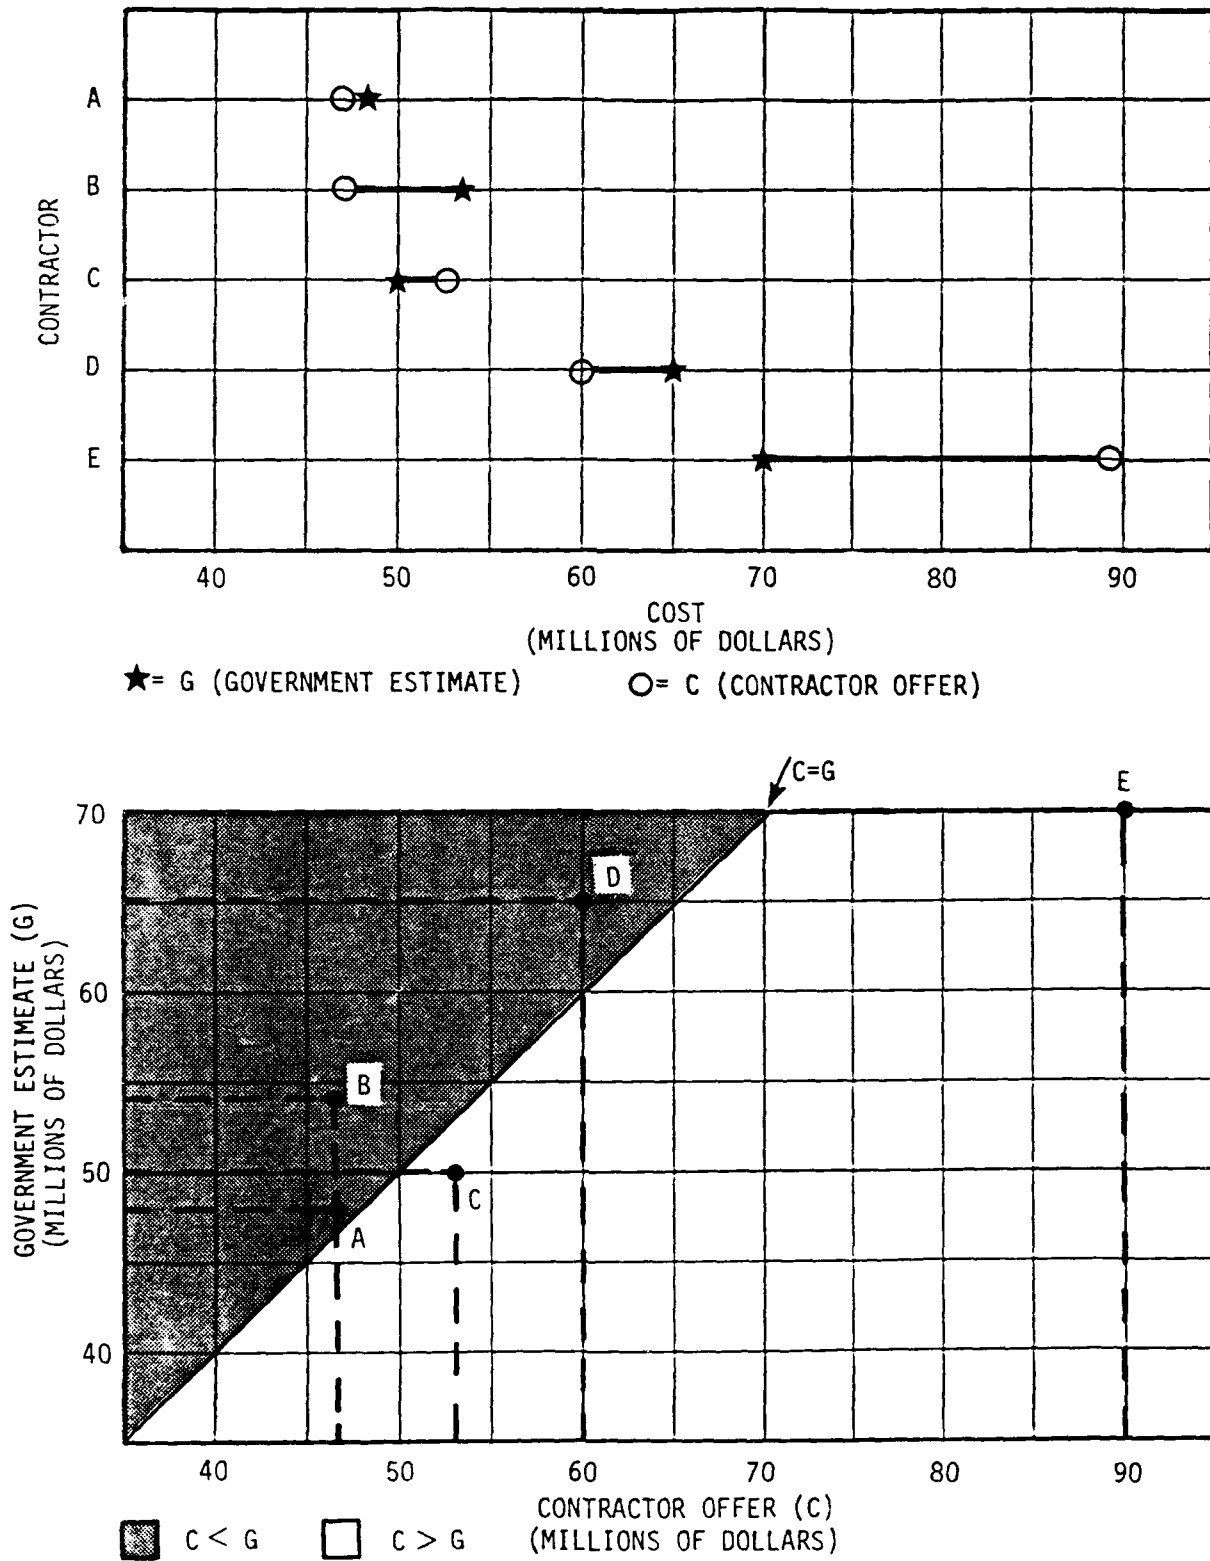 CONTRACTOR
A
B
C
D
E
40 50 60 70 80 90
COST
(MILLIONS OF DOLLARS)
★= G (GOVERNMENT ESTIMATE) O= C (CONTRACTOR OFFER)
C=G
E
GOVERNMENT ESTIMEATE (G)
(MILLIONS OF DOLLARS)
70
D
60
B
50
C
A
40
40 50 60 70 80 90
CONTRACTOR OFFER (C)
(MILLIONS OF DOLLARS)
C < G C > G